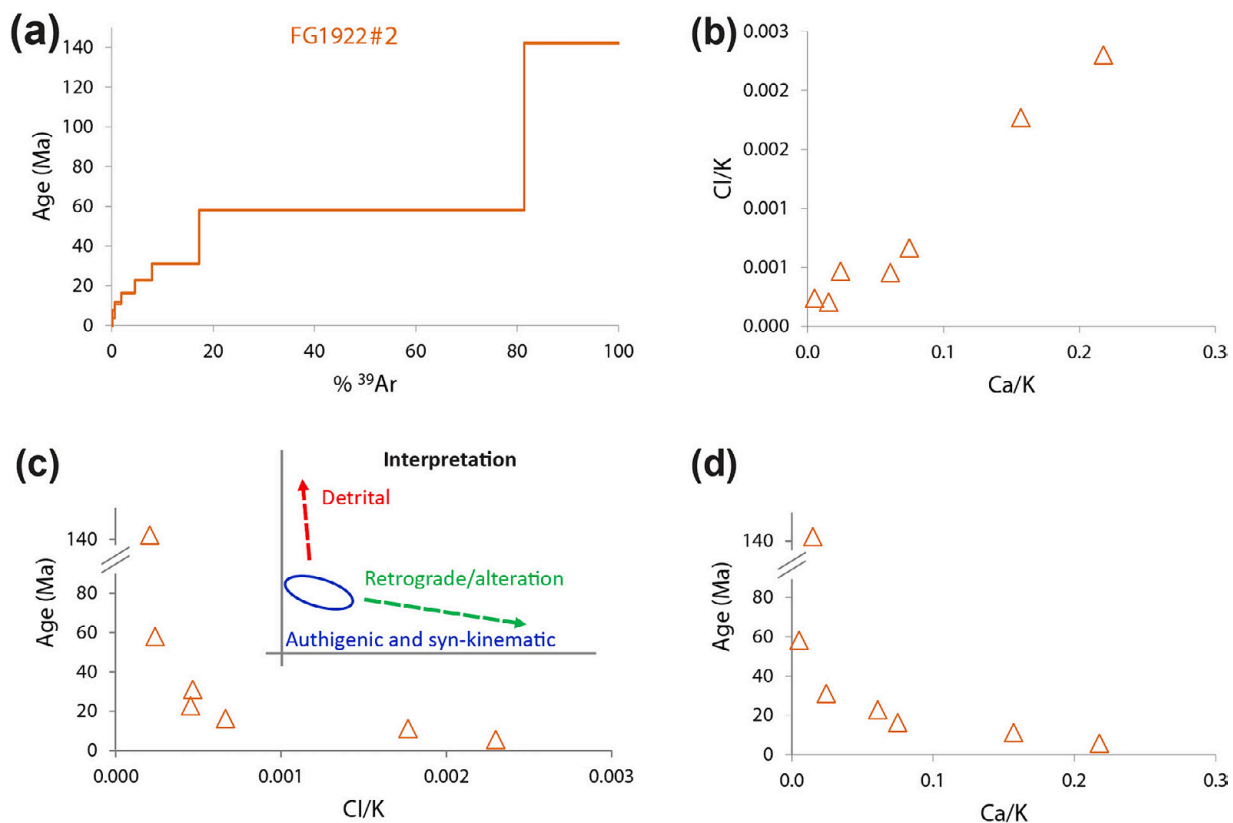 (a)
FG1922#2
140
120
100
80
60
40
20
0
Age (Ma)
0 20 40 60 80 100
% ³⁹Ar
(b)
0.003
0.002
0.002
0.001
0.001
0.000
Cl/K
0.0 0.1 0.2 0.3
Ca/K
(c)
140
80
60
40
20
0
Age (Ma)
0.000 0.001 0.002 0.003
Cl/K
Interpretation
Detrital
Retrograde/alteration
Authigenic and syn-kinematic
(d)
140
80
60
40
20
0
Age (Ma)
0.0 0.1 0.2 0.3
Ca/K